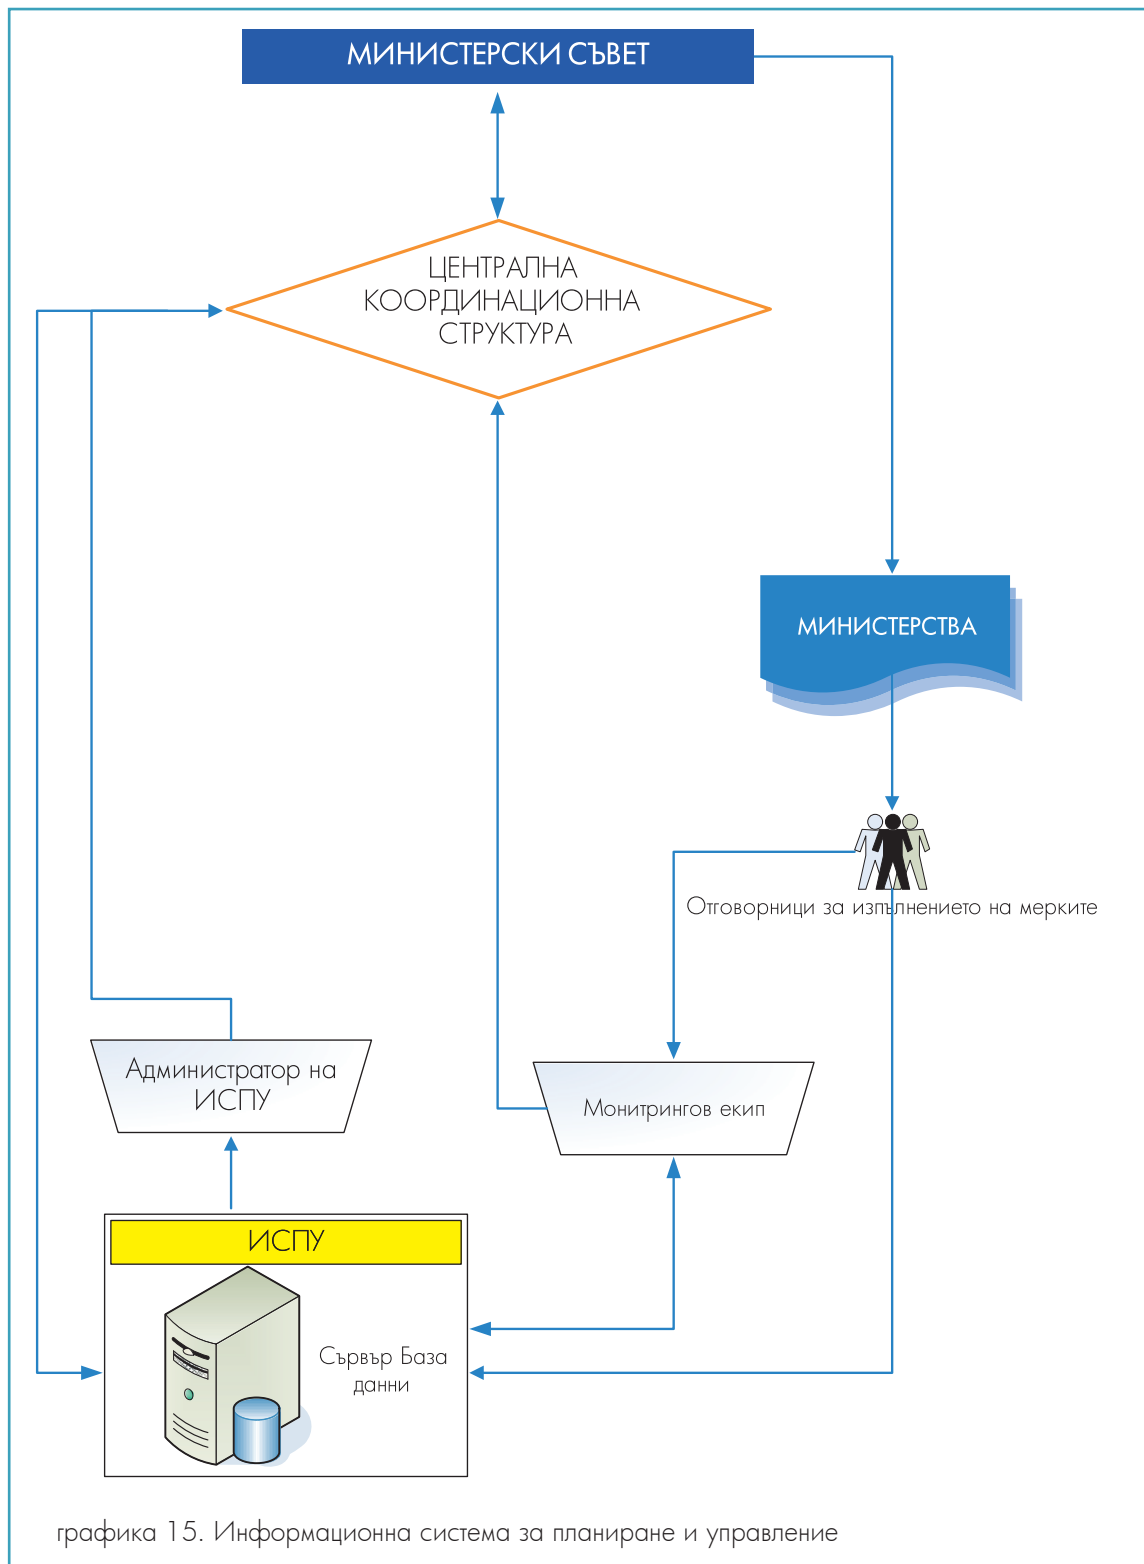 МИНИСТЕРСКИ СЪВЕТ
ЦЕНТРАЛНА
КООРДИНАЦИОННА
СТРУКТУРА
МИНИСТЕРСТВА
Отговорници за изпълнението на мерките
Администратор на
ИСПУ
Монитрингов екип
ИСПУ
Сървър База
данни
графика 15. Информационна система за планиране и управление